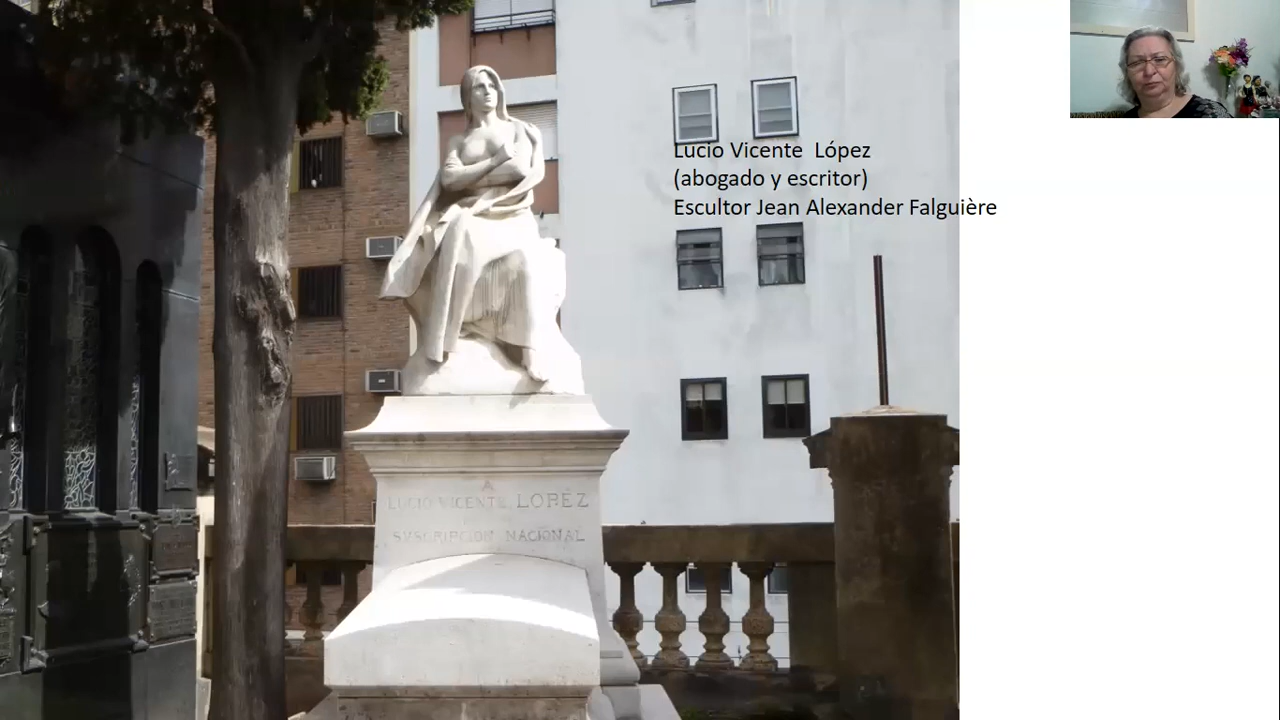 Lucio Vicente  López
(abogado y escritor)
Escultor Jean Alexander Falguière
A
LUCIO VICENTE LOPEZ
SVSCRIPCION NACIONAL